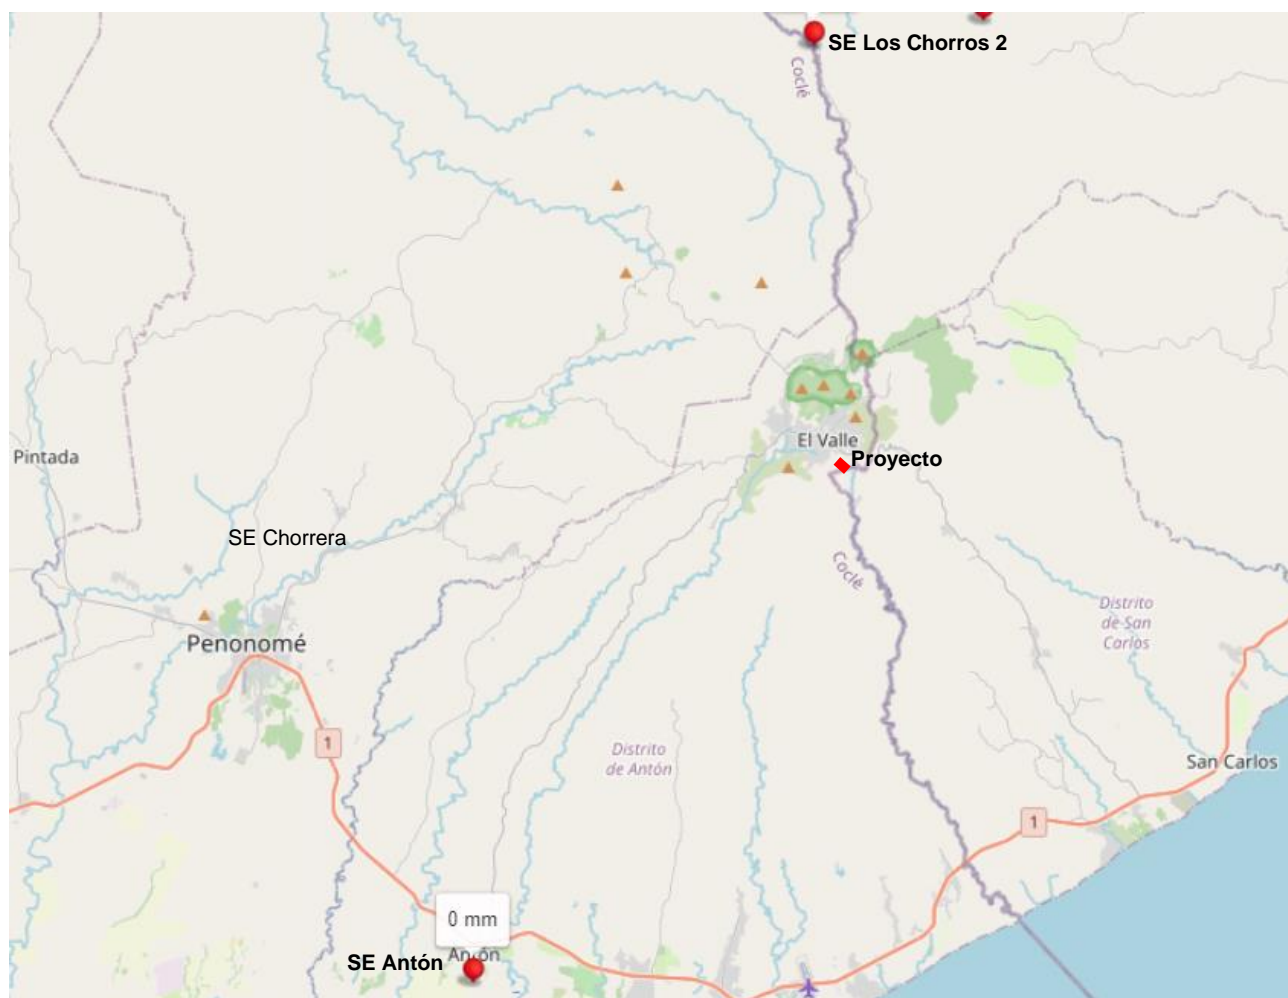 SE Los Chorros 2
Coclé
El Valle
Proyecto
Pintada
SE Chorrera
Coclé
Distrito
de San
Carlos
Penonomé
1
Distrito
de Antón
San Carlos
1
0 mm
Antón
SE Antón